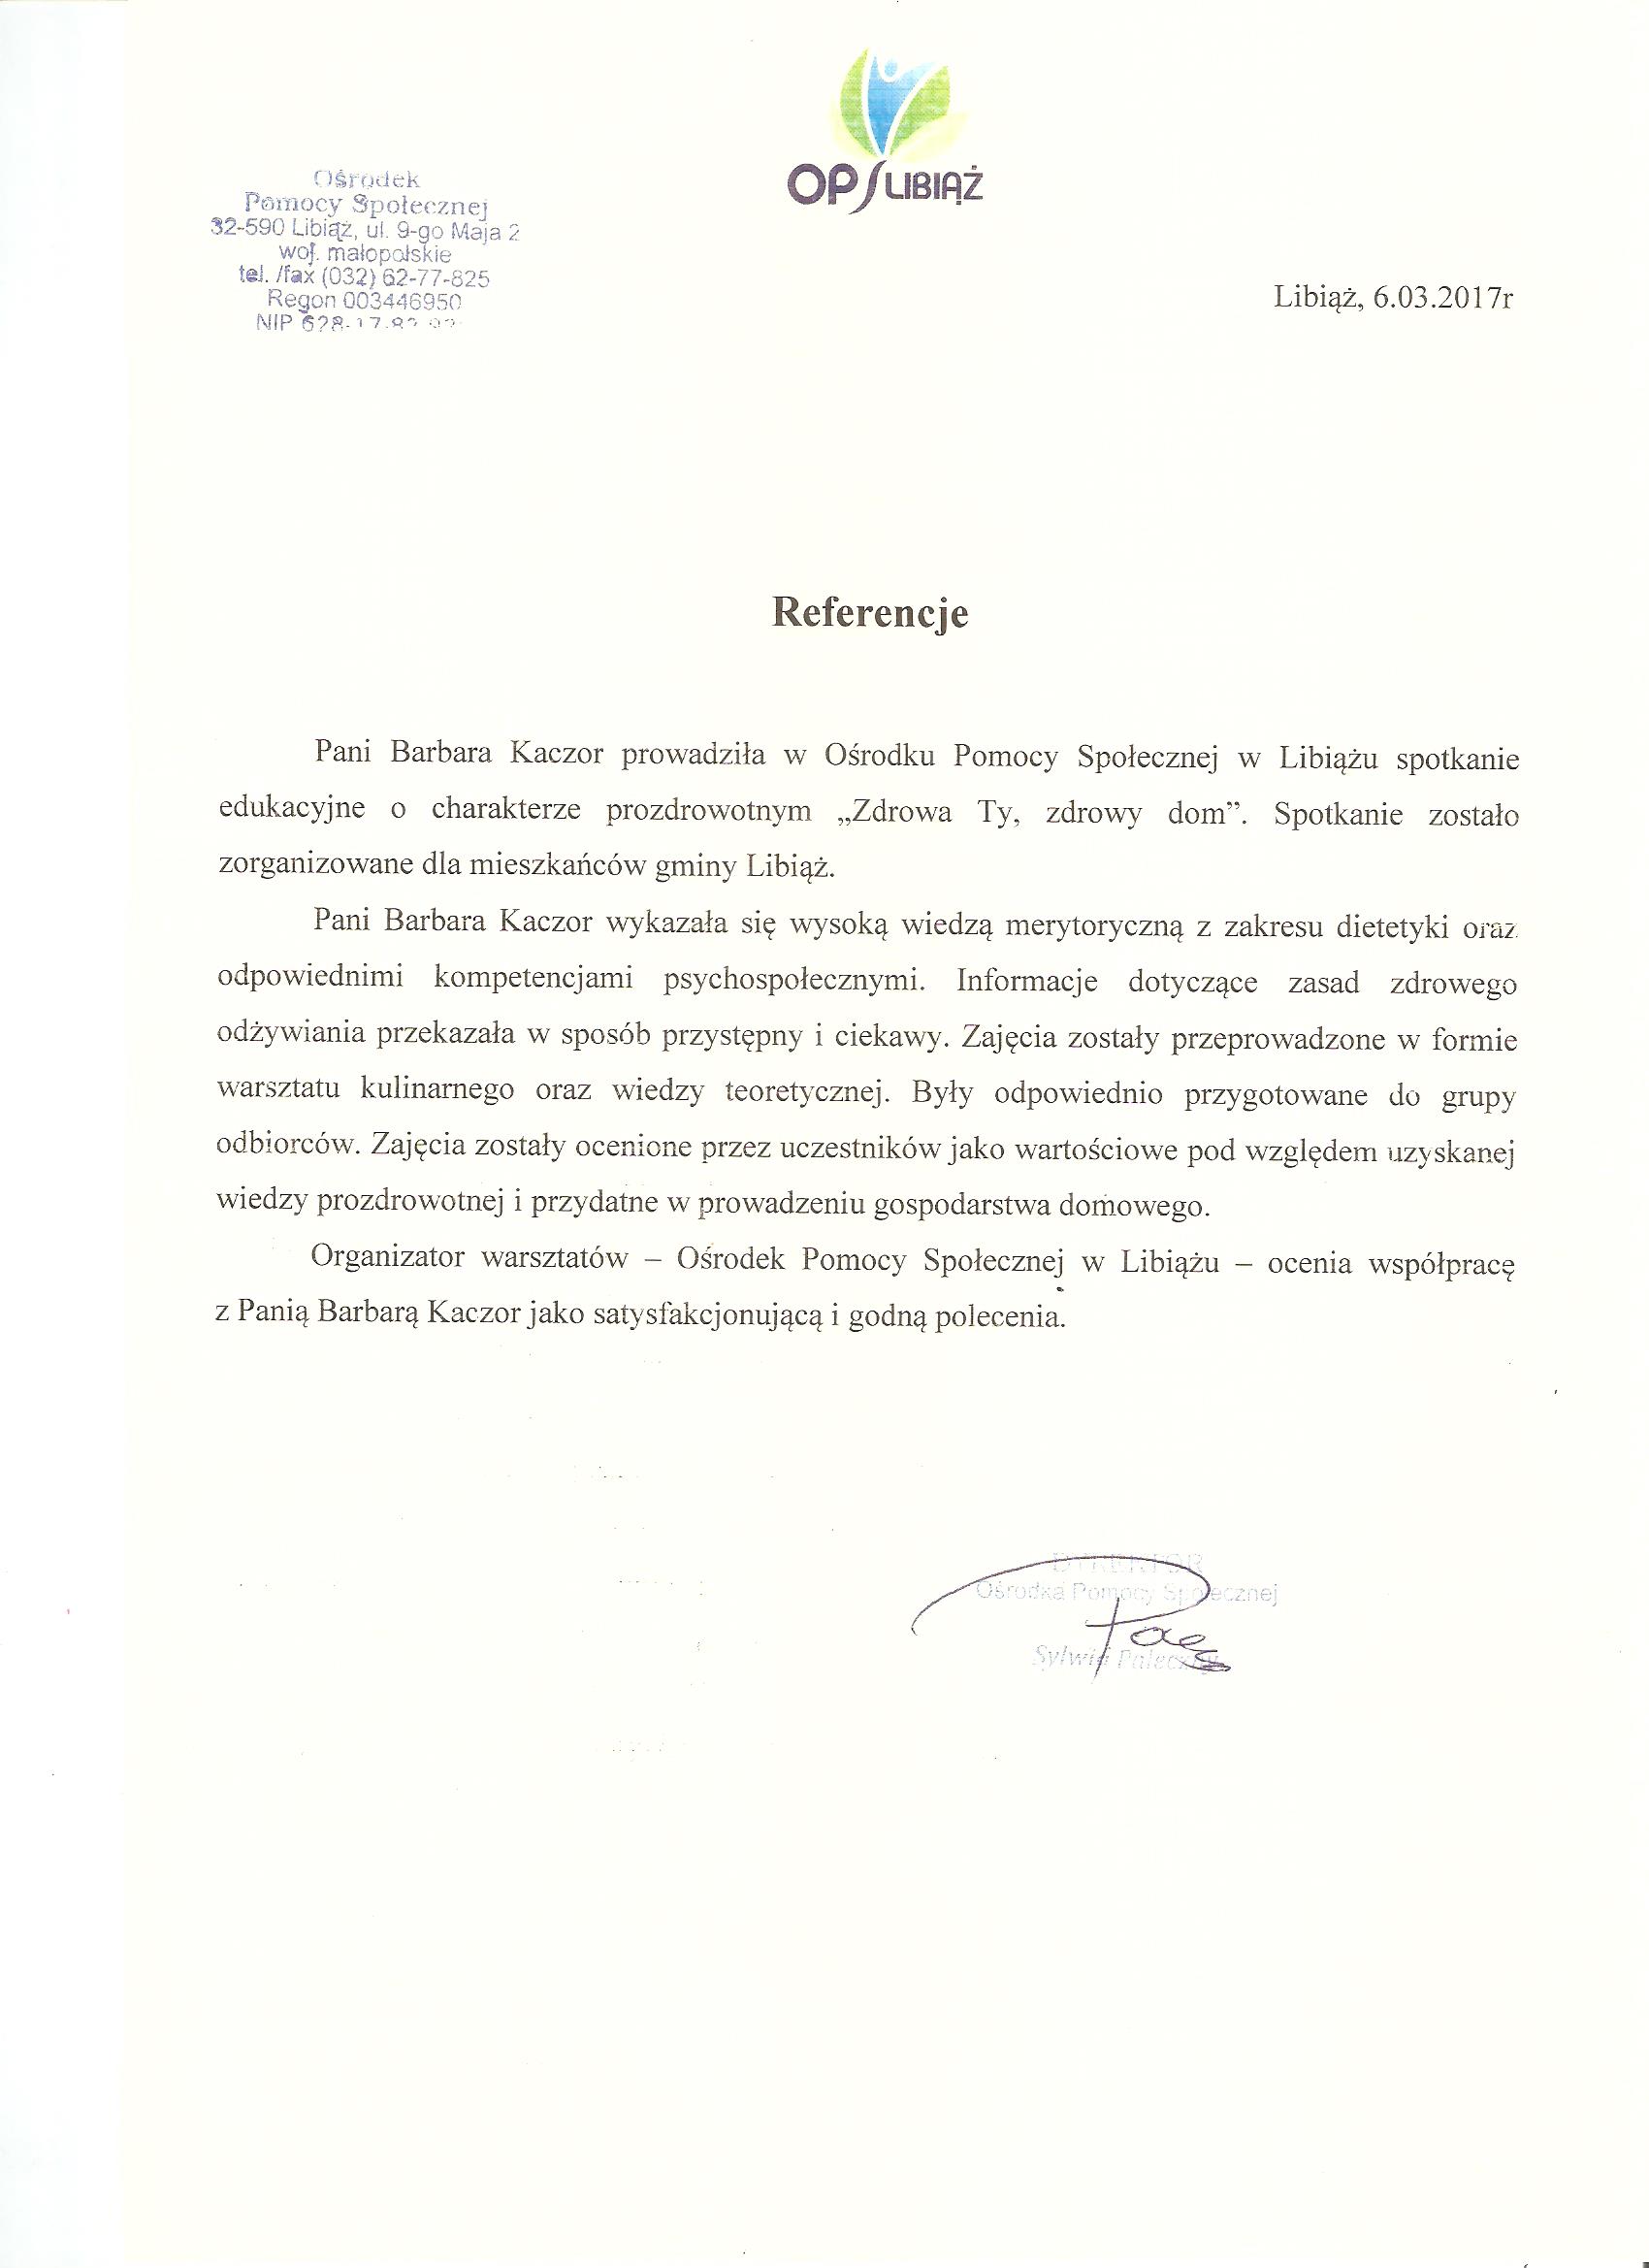 OPS LIBIĄŻ
Ośrodek
Pomocy Społecznej
32-590 Libiąż, ul. 9-go Maja 2
woj. małopolskie
tel. /fax (032) 62-77-825
Regon 003446950
NIP 628-17
Libiąż, 6.03.2017r
Referencje
Pani Barbara Kaczor prowadziła w Ośrodku Pomocy Społecznej w Libiążu spotkanie
edukacyjne o charakterze prozdrowotnym „Zdrowa Ty, zdrowy dom”. Spotkanie zostało
zorganizowane dla mieszkańców gminy Libiąż.
Pani Barbara Kaczor wykazała się wysoką wiedzą merytoryczną z zakresu dietetyki oraz
odpowiednimi kompetencjami psychospołecznymi. Informacje dotyczące zasad zdrowego
odżywiania przekazała w sposób przystępny i ciekawy. Zajęcia zostały przeprowadzone w formie
warsztatu kulinarnego oraz wiedzy teoretycznej. Były odpowiednio przygotowane do grupy
odbiorców. Zajęcia zostały ocenione przez uczestników jako wartościowe pod względem uzyskanej
wiedzy prozdrowotnej i przydatne w prowadzeniu gospodarstwa domowego.
Organizator warsztatów – Ośrodek Pomocy Społecznej w Libiążu – ocenia współpracę
z Panią Barbarą Kaczor jako satysfakcjonującą i godną polecenia.
DYREKTOR
Ośrodka Pomocy Społecznej
Sylwia Paleczny